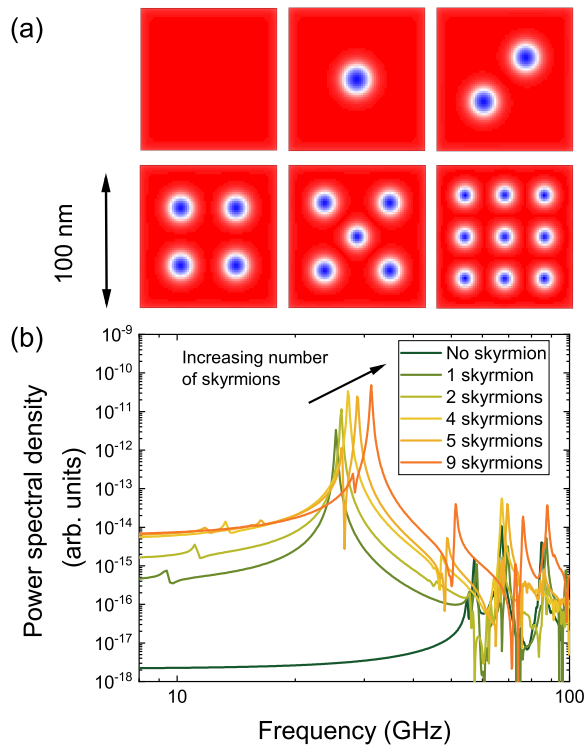 (a)
100 nm
(b)
10⁻⁹
10⁻¹⁰
10⁻¹¹
10⁻¹²
10⁻¹³
10⁻¹⁴
10⁻¹⁵
10⁻¹⁶
10⁻¹⁷
10⁻¹⁸
Power spectral density
(arb. units)
Increasing number
of skyrmions
No skyrmion
1 skyrmion
2 skyrmions
4 skyrmions
5 skyrmions
9 skyrmions
10
100
Frequency (GHz)